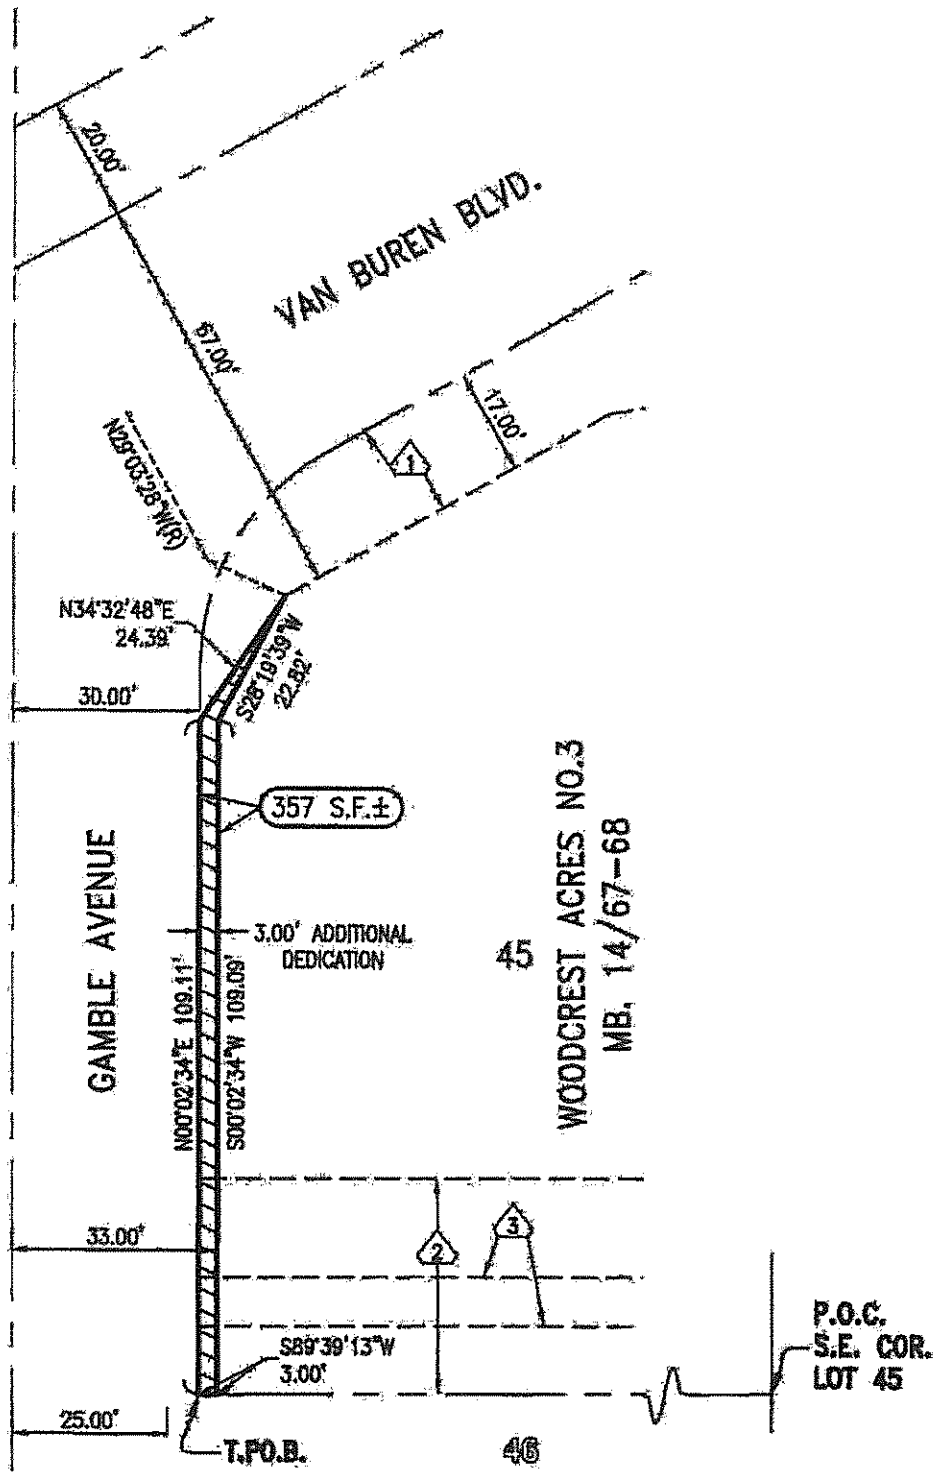 20.00'
VAN BUREN BLVD.
67.00'
17.00'
1
N29°03'28"W(R)
N34°32'48"E
24.39'
S28°19'39"W
22.82'
30.00'
357 S.F.±
GAMBLE AVENUE
3.00' ADDITIONAL
DEDICATION
45
WOODCREST ACRES NO.3
MB. 14/67-68
N00°02'34"E 109.11'
S00°02'34"W 109.09'
33.00'
2
3
S89°39'13"W
3.00'
P.O.C.
S.E. COR.
LOT 45
25.00'
T.P.O.B.
46